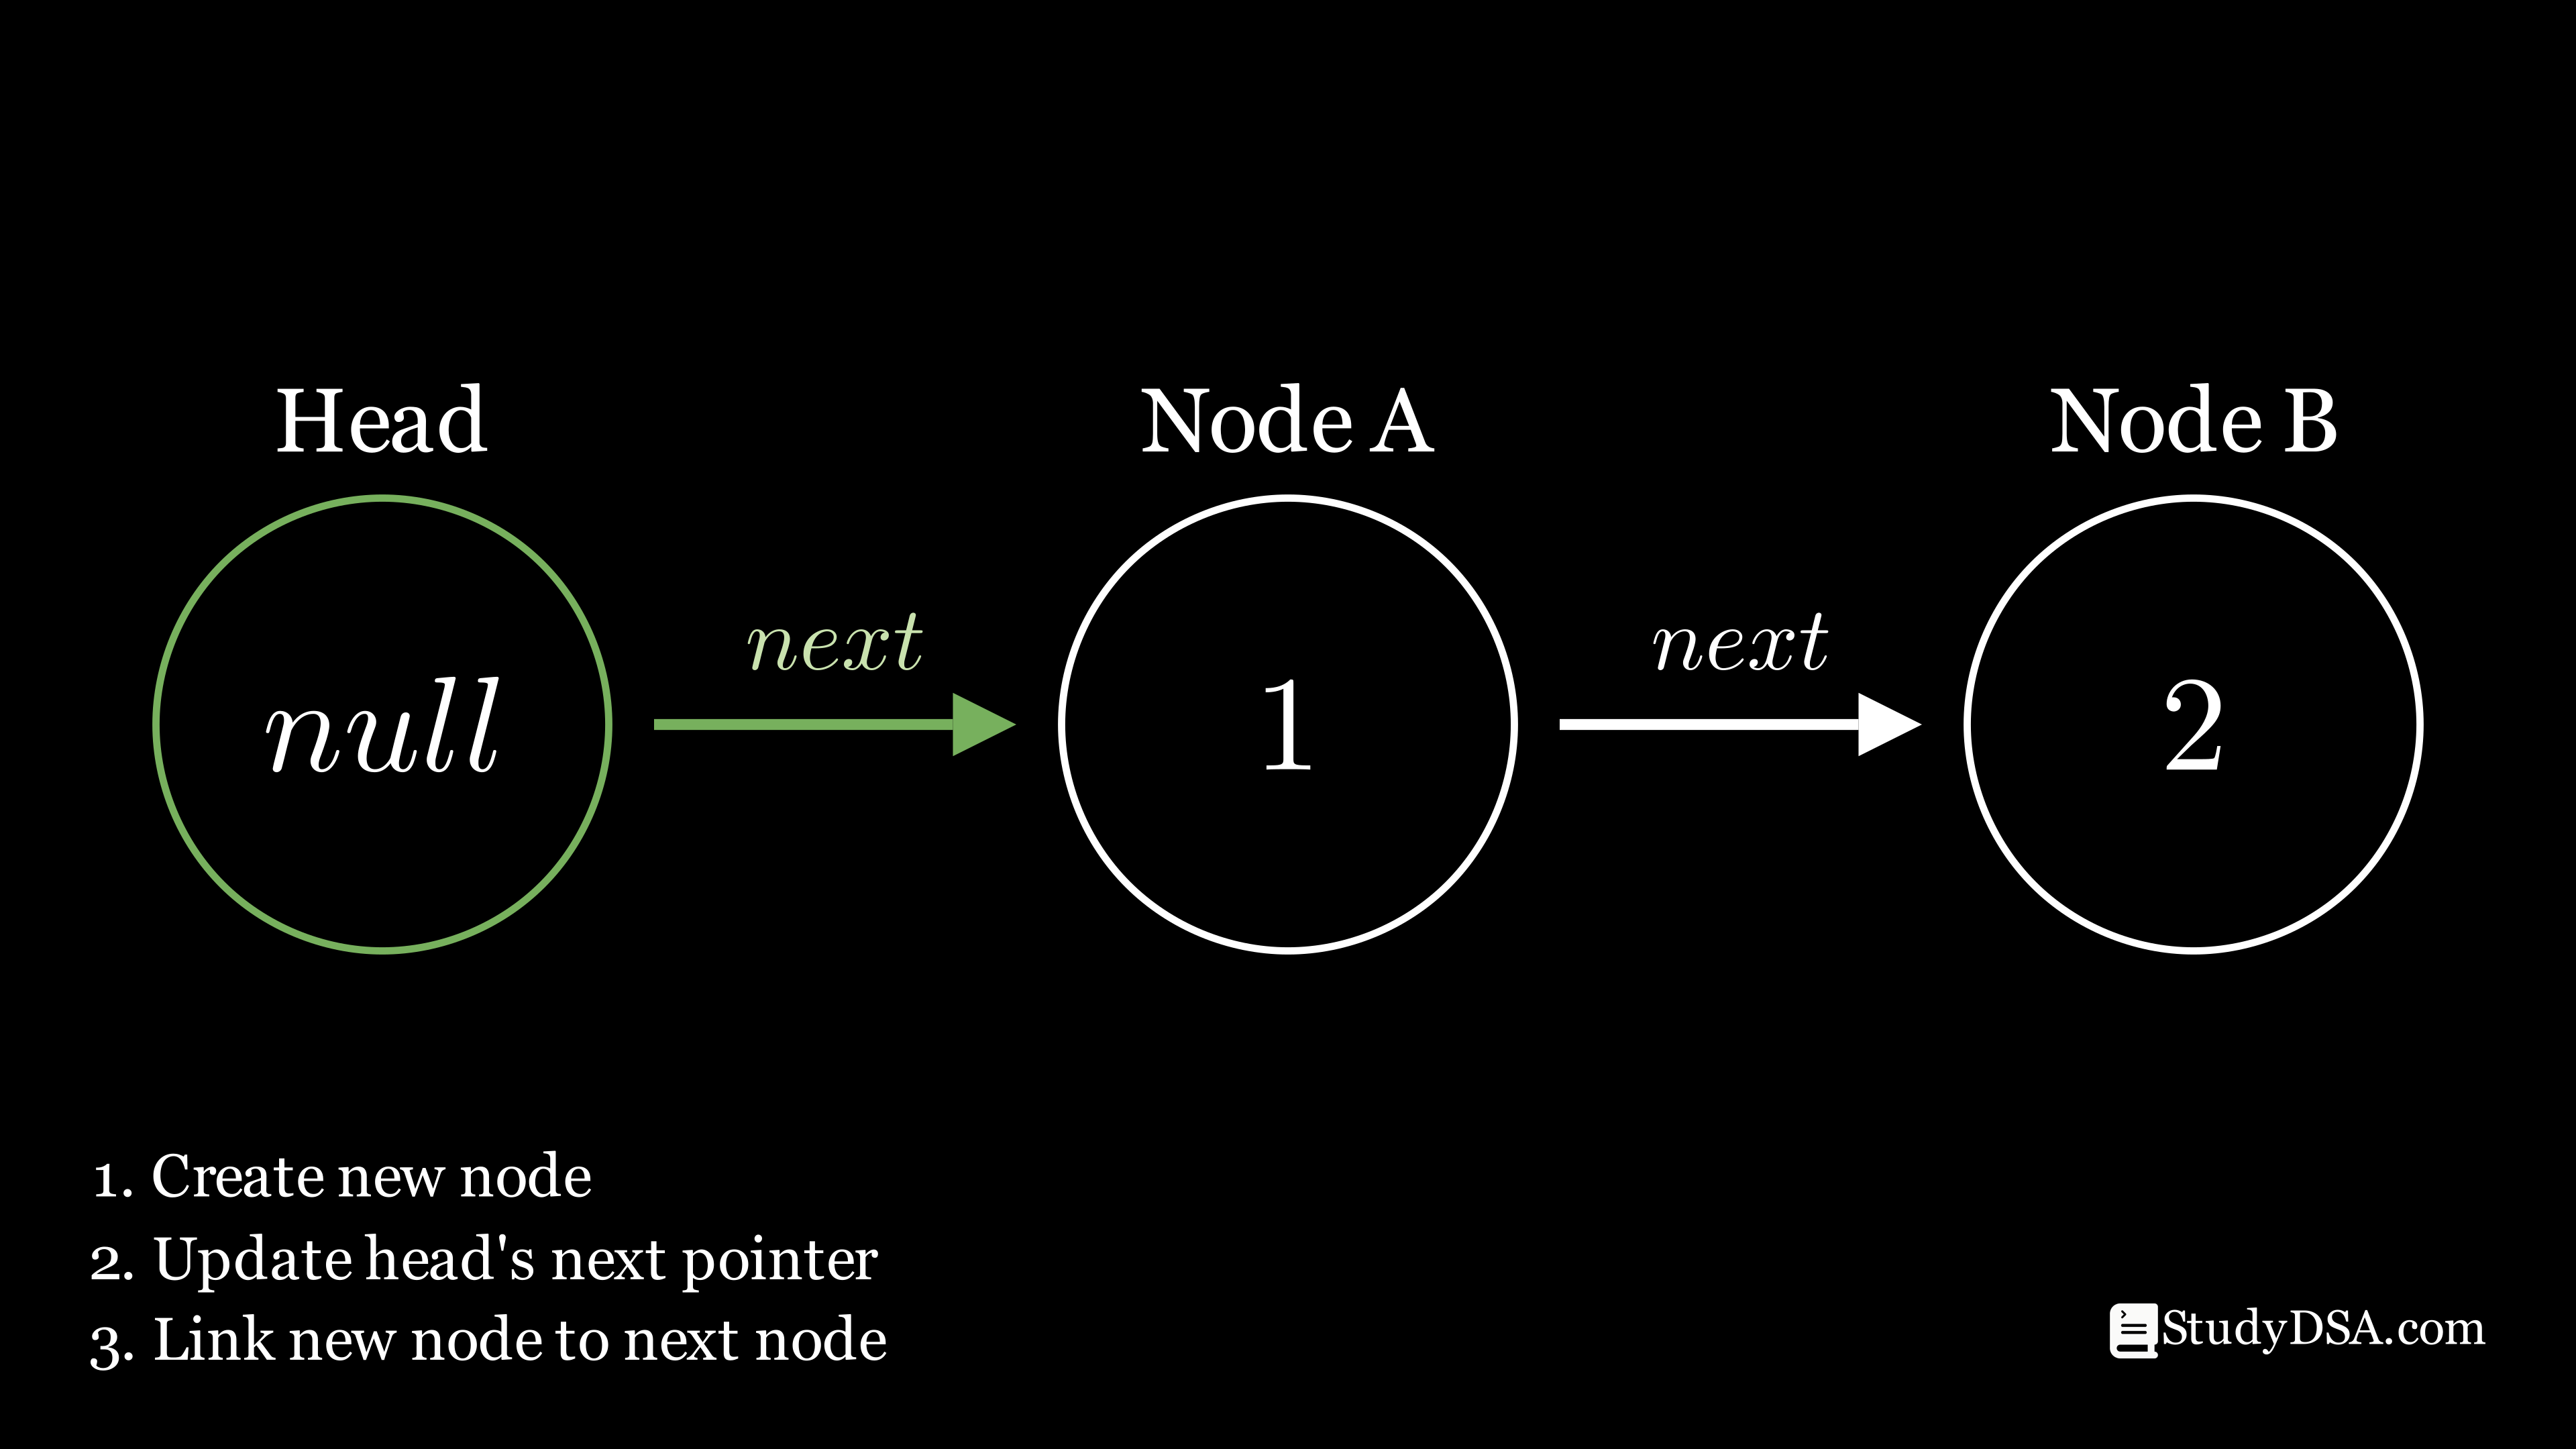 Head
Node A
Node B
next
next
null
1
2
1. Create new node
2. Update head's next pointer
3. Link new node to next node
StudyDSA.com